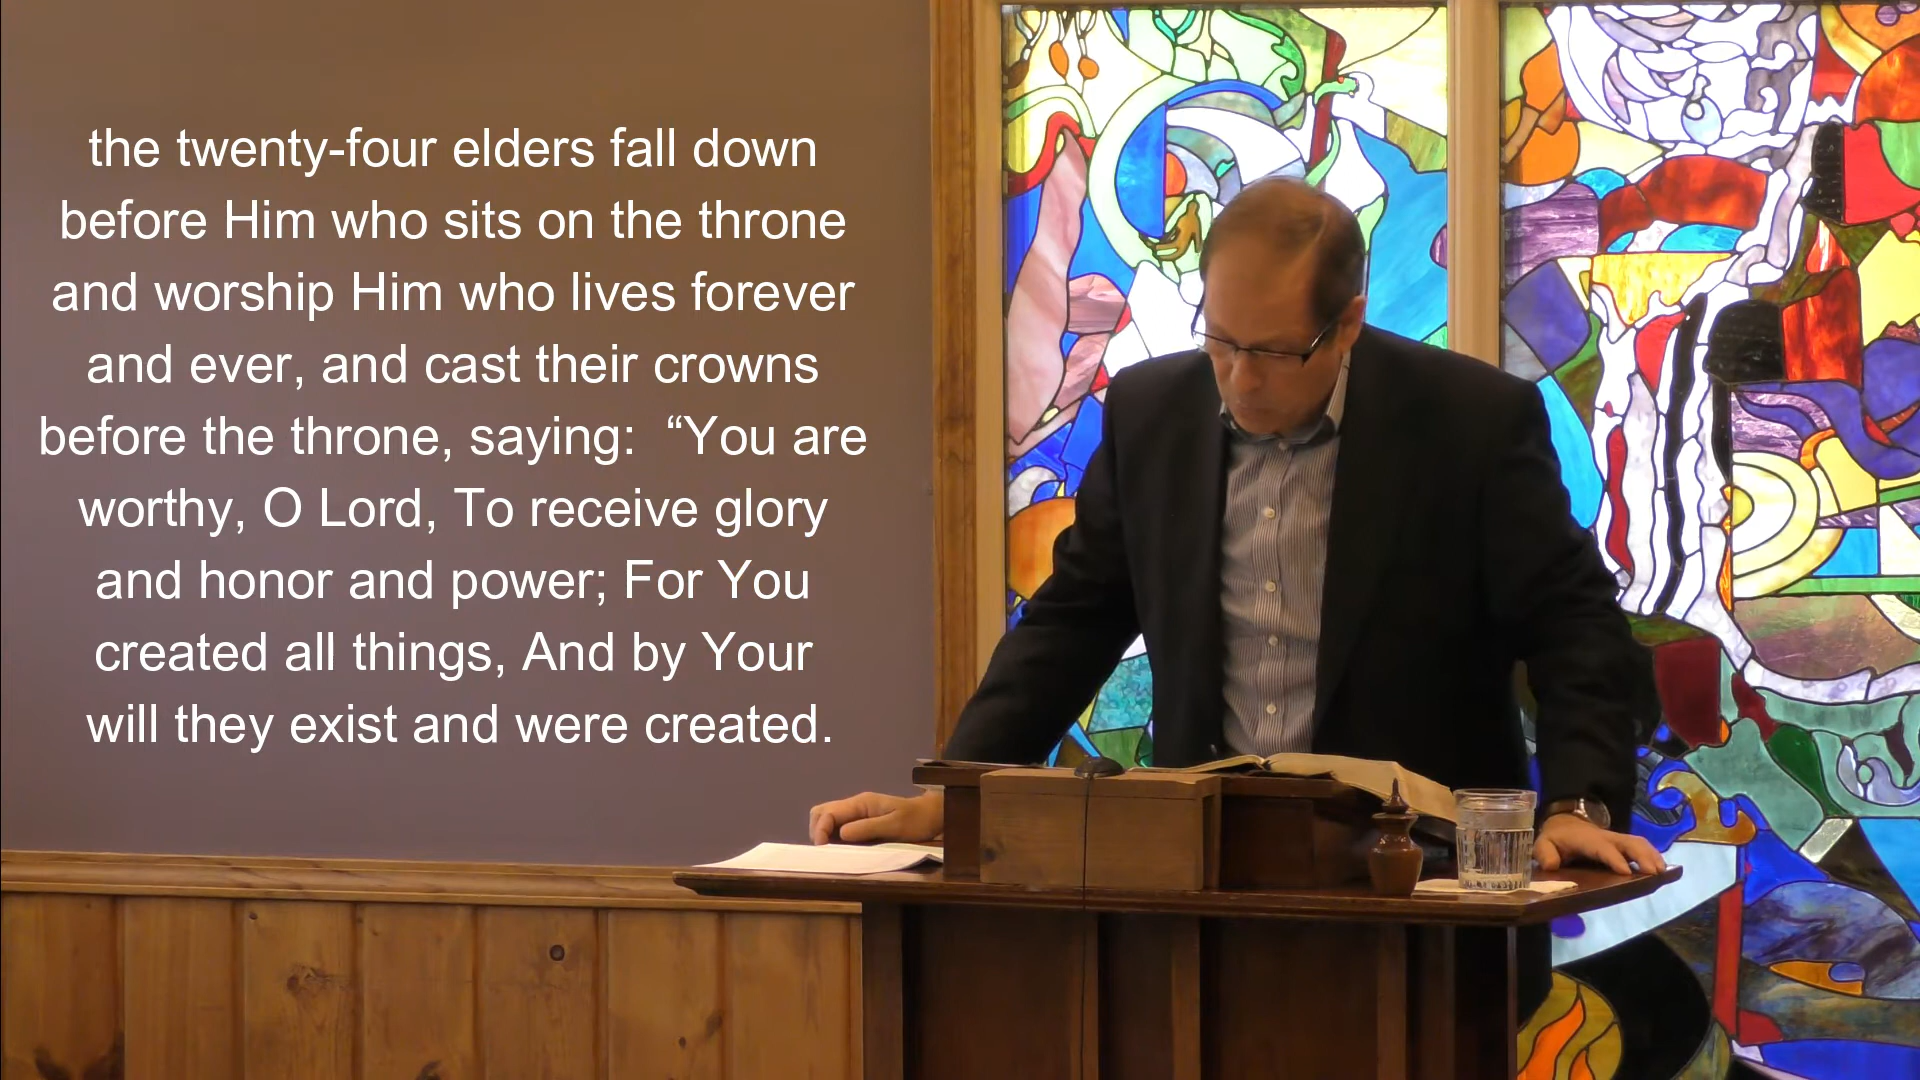 the twenty-four elders fall down
before Him who sits on the throne
and worship Him who lives forever
and ever, and cast their crowns
before the throne, saying:  “You are
worthy, O Lord, To receive glory
and honor and power; For You
created all things, And by Your
will they exist and were created.